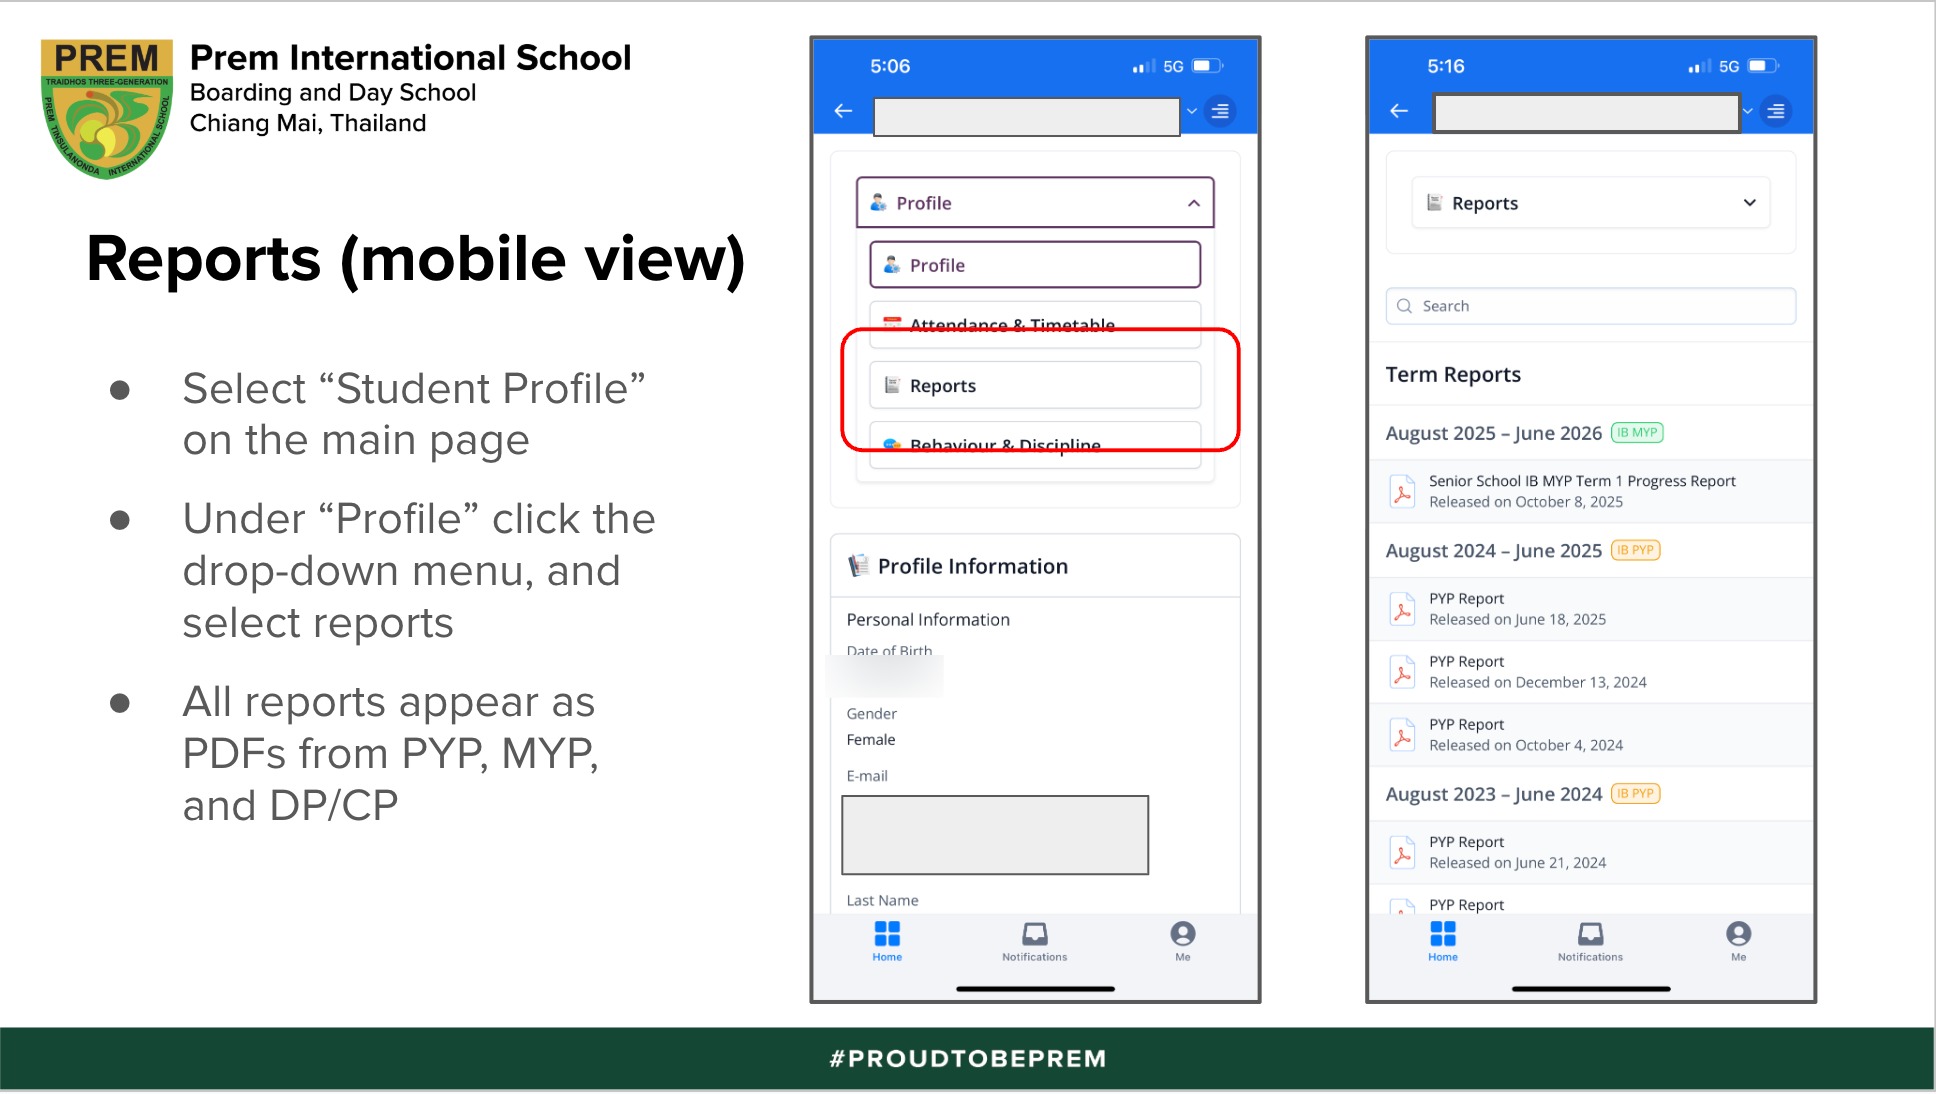 PREM
TRAIDHOS THREE-GENERATION
PREM TINSULANONDA INTERNATIONAL SCHOOL
Prem International School
Boarding and Day School
Chiang Mai, Thailand
Reports (mobile view)
● Select “Student Profile”
on the main page
● Under “Profile” click the
drop-down menu, and
select reports
● All reports appear as
PDFs from PYP, MYP,
and DP/CP
5:06
5G
Profile
Profile
Attendance & Timetable
Reports
Behaviour & Discipline
Profile Information
Personal Information
Date of Birth
Gender
Female
E-mail
Last Name
Home Notifications Me
5:16
5G
Reports
Search
Term Reports
August 2025 – June 2026 IB MYP
Senior School IB MYP Term 1 Progress Report
Released on October 8, 2025
August 2024 – June 2025 IB PYP
PYP Report
Released on June 18, 2025
PYP Report
Released on December 13, 2024
PYP Report
Released on October 4, 2024
August 2023 – June 2024 IB PYP
PYP Report
Released on June 21, 2024
PYP Report
Home Notifications Me
#PROUDTOBEPREM